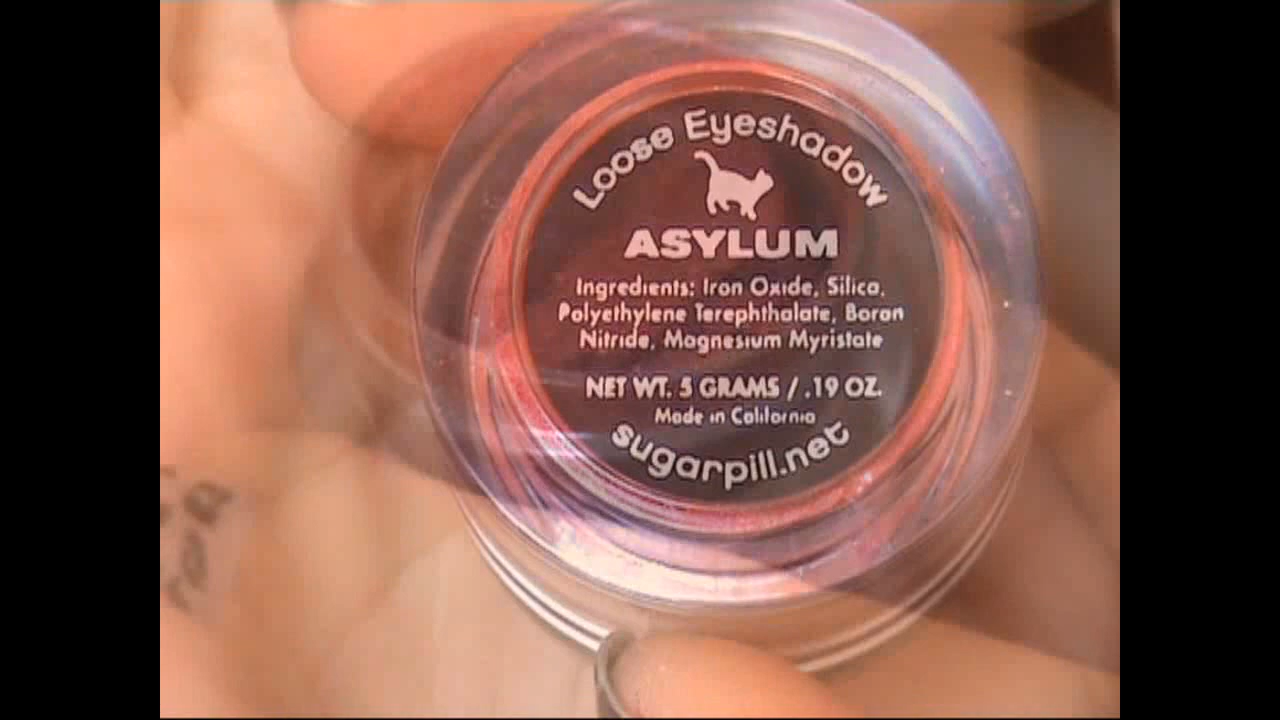 Loose Eyeshadow
ASYLUM
Ingredients: Iron Oxide, Silica,
Polyethylene Terephthalate, Boron
Nitride, Magnesium Myristate
NET WT. 5 GRAMS / .19 OZ.
Made in California
sugarpill.net